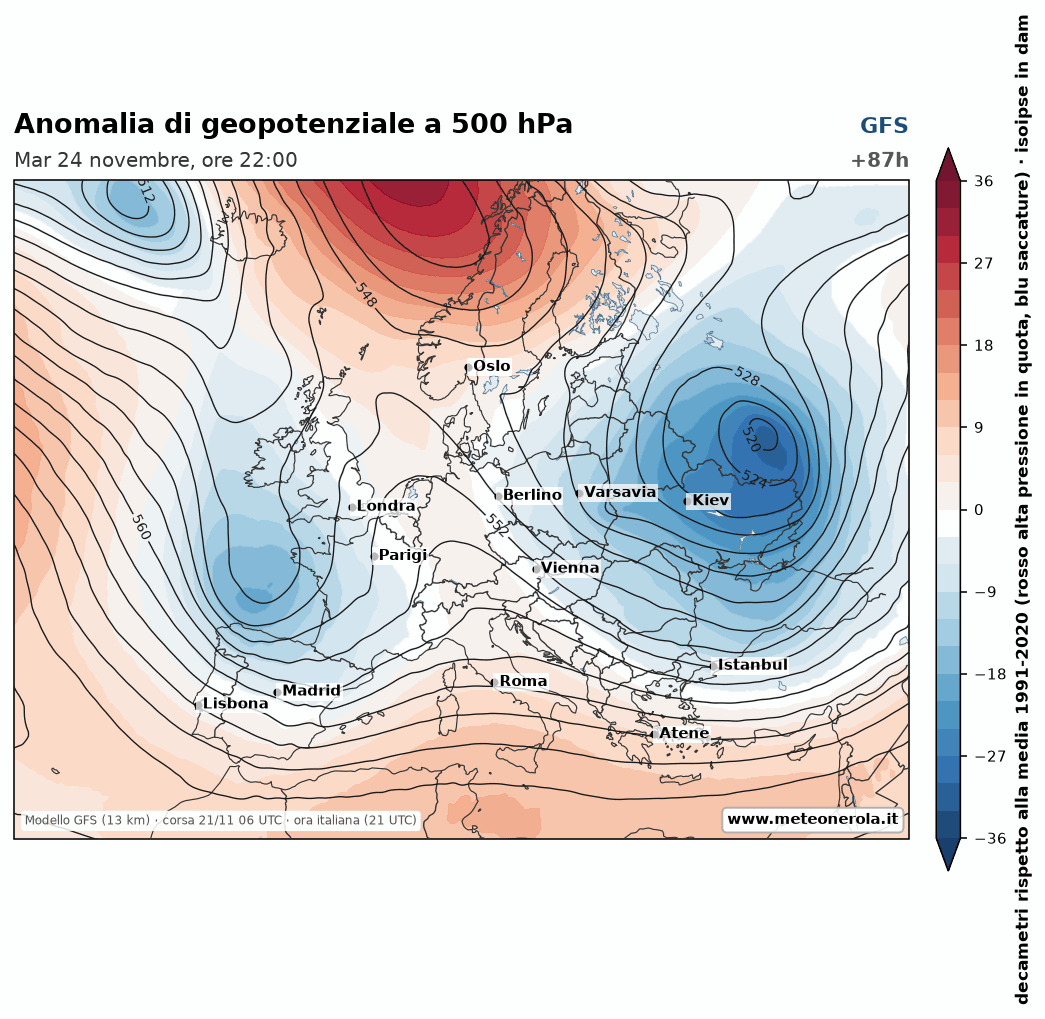 Anomalia di geopotenziale a 500 hPa
GFS
Mar 24 novembre, ore 22:00
+87h
512
548
528
520
524
560
552
Oslo
Berlino
Varsavia
Kiev
Londra
Parigi
Vienna
Istanbul
Roma
Madrid
Lisbona
Atene
Modello GFS (13 km) · corsa 21/11 06 UTC · ora italiana (21 UTC)
www.meteonerola.it
36
27
18
9
0
−9
−18
−27
−36
decametri rispetto alla media 1991-2020 (rosso alta pressione in quota, blu saccature) · isoipse in dam